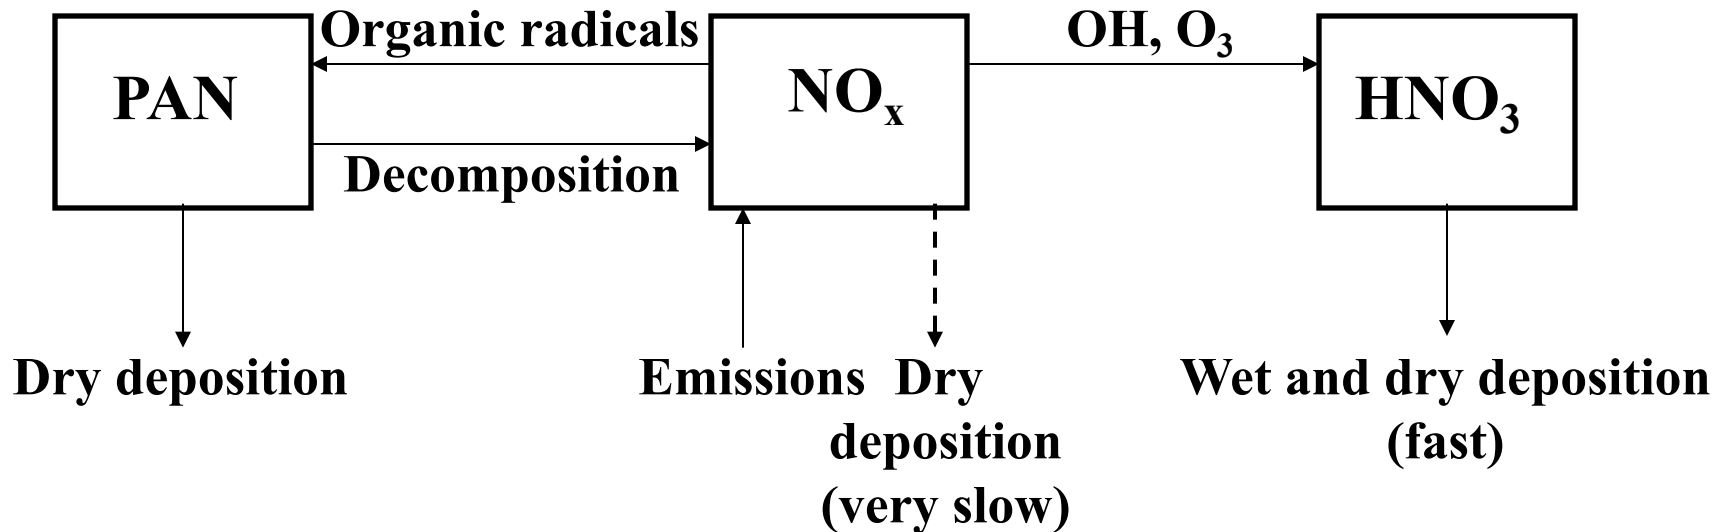 Organic radicals
OH, O₃
PAN
NOₓ
HNO₃
Decomposition
Dry deposition
Emissions
Dry
deposition
(very slow)
Wet and dry deposition
(fast)